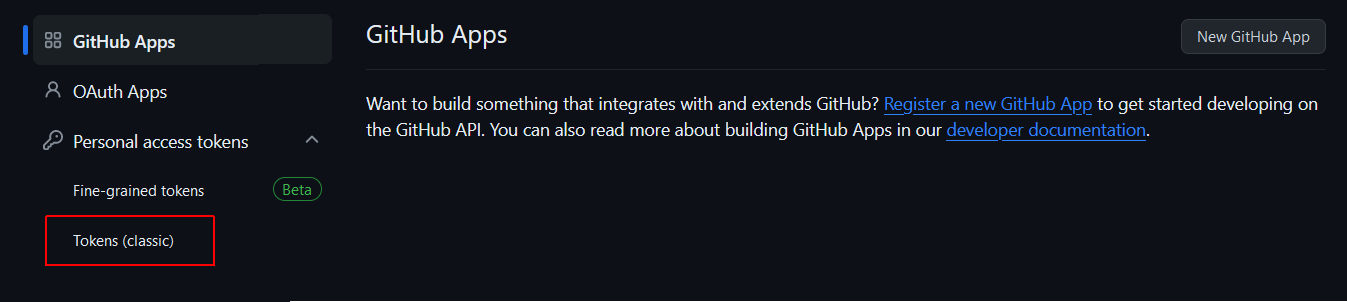 GitHub Apps
OAuth Apps
Personal access tokens
Fine-grained tokens Beta
Tokens (classic)
GitHub Apps
New GitHub App
Want to build something that integrates with and extends GitHub? Register a new GitHub App to get started developing on
the GitHub API. You can also read more about building GitHub Apps in our developer documentation.